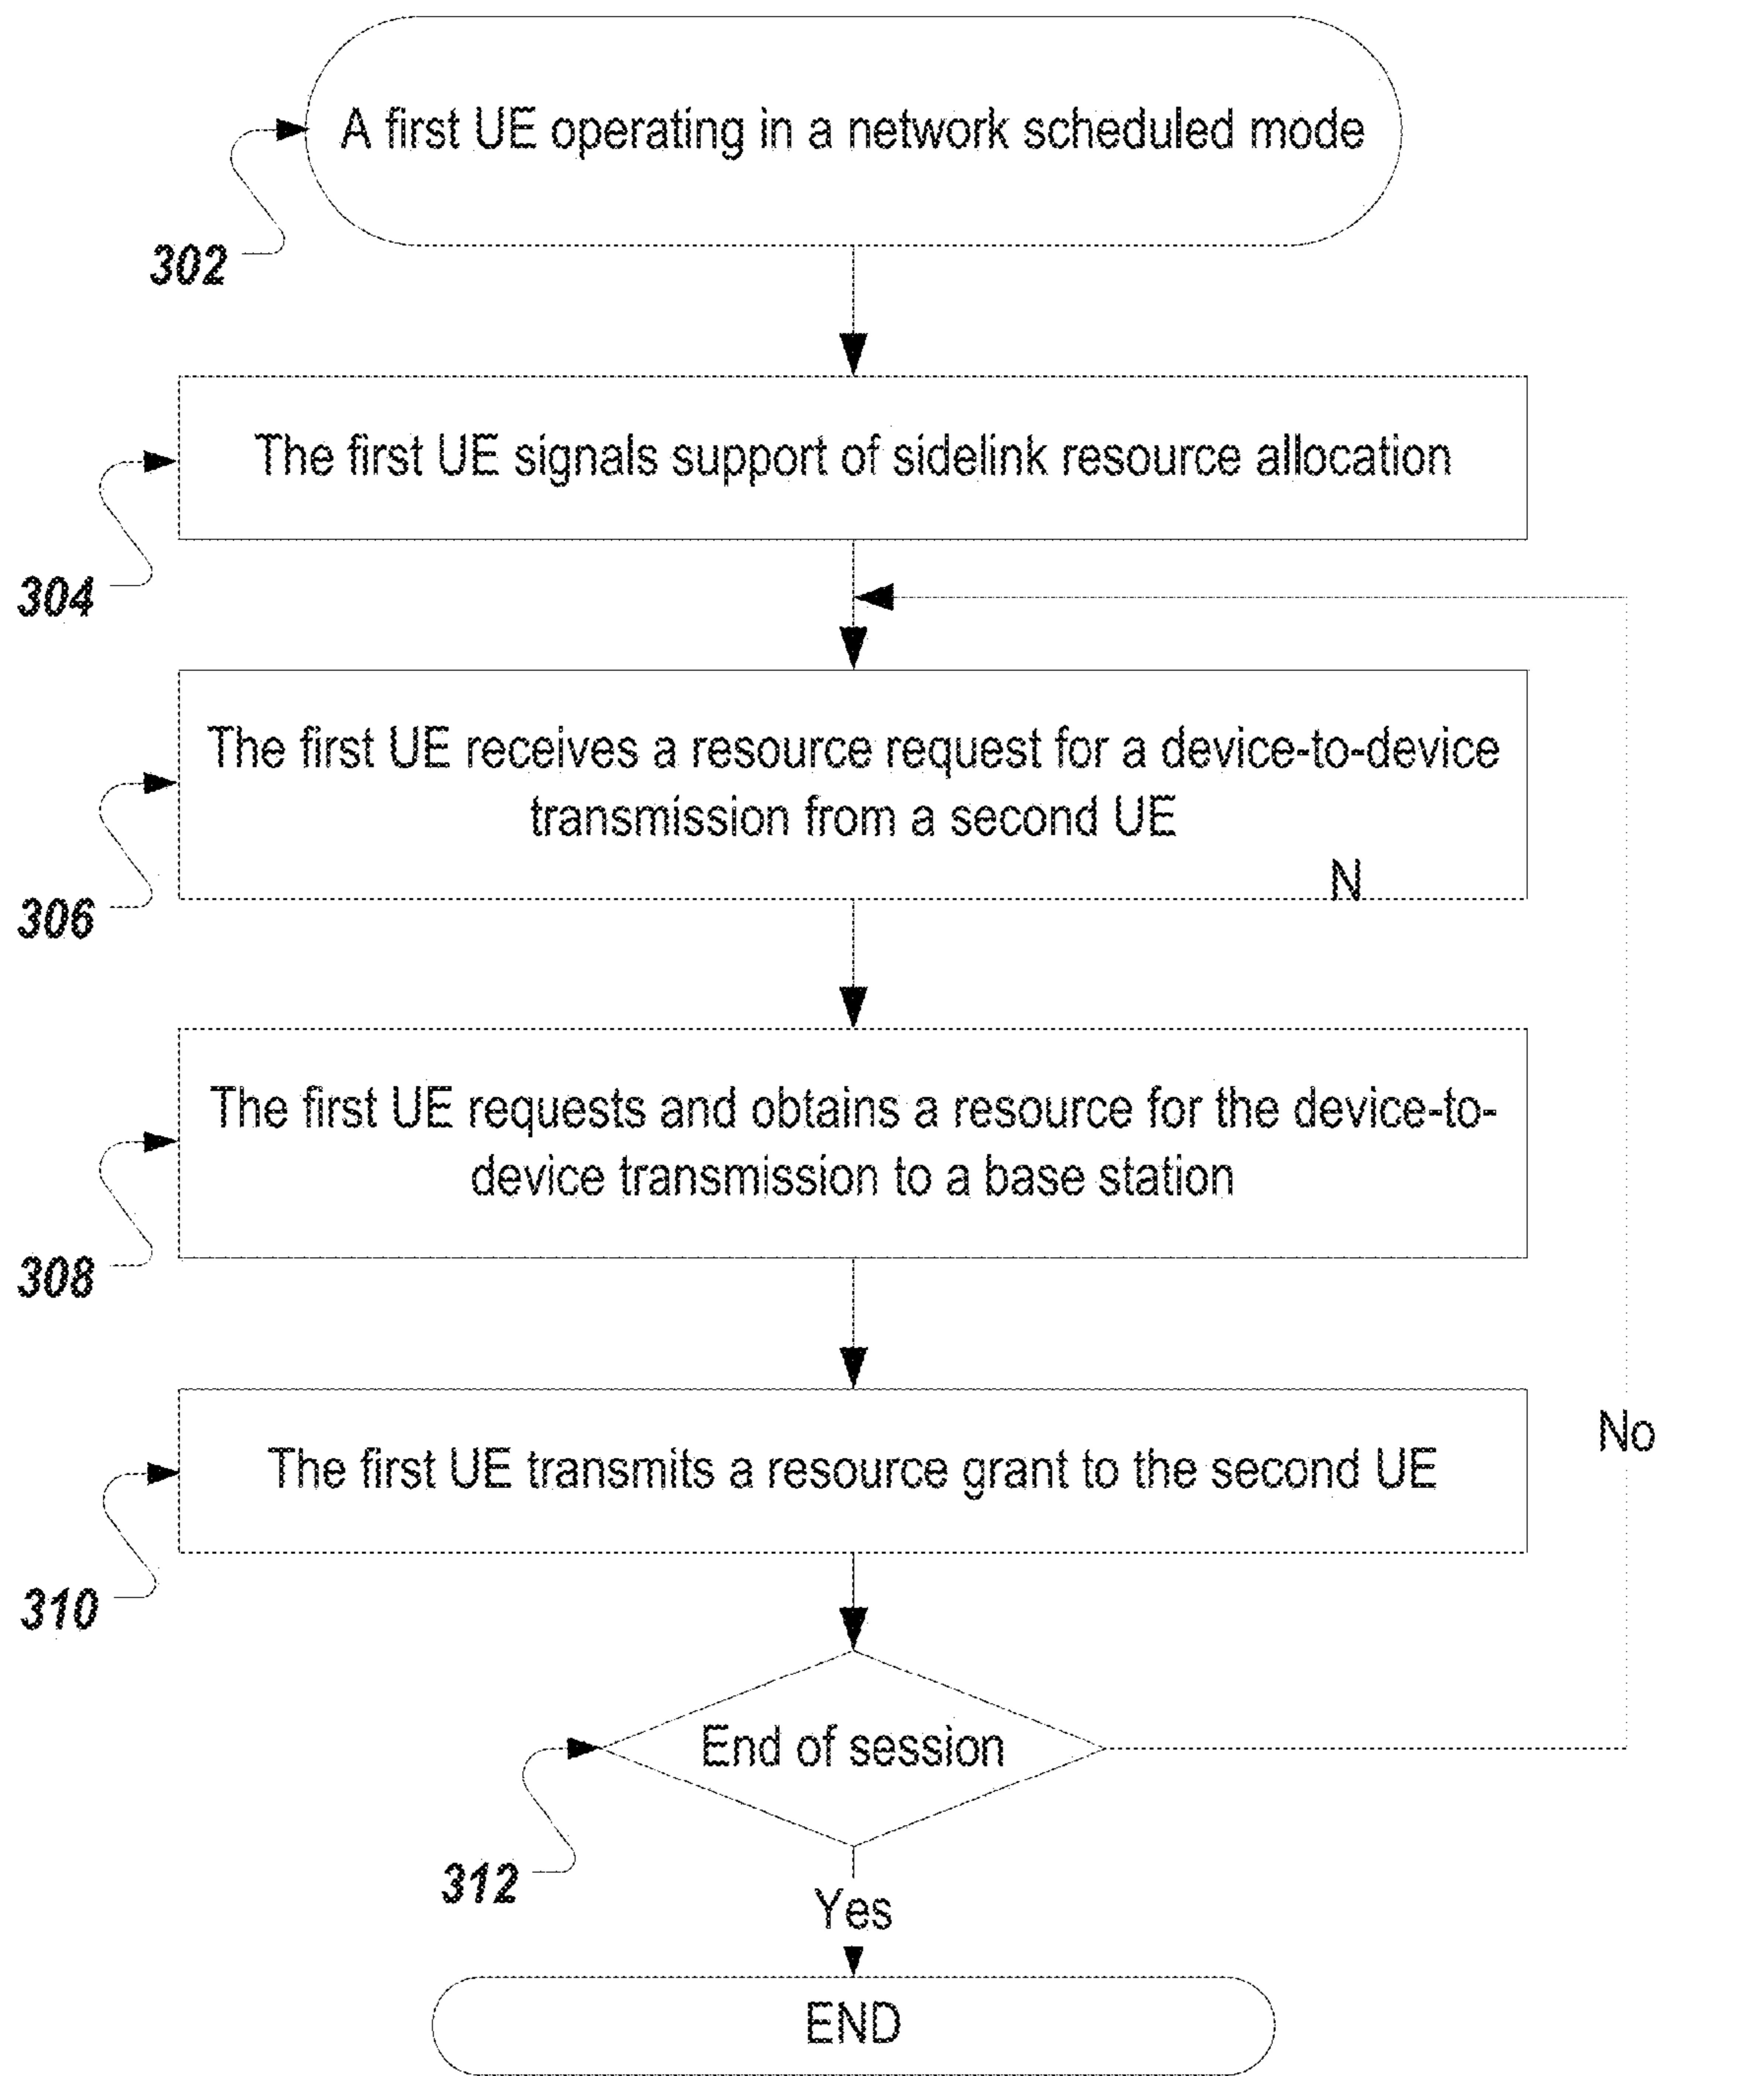 A first UE operating in a network scheduled mode
302
The first UE signals support of sidelink resource allocation
304
The first UE receives a resource request for a device-to-device
transmission from a second UE
N
306
The first UE requests and obtains a resource for the device-to-
device transmission to a base station
308
The first UE transmits a resource grant to the second UE
No
310
End of session
312
Yes
END